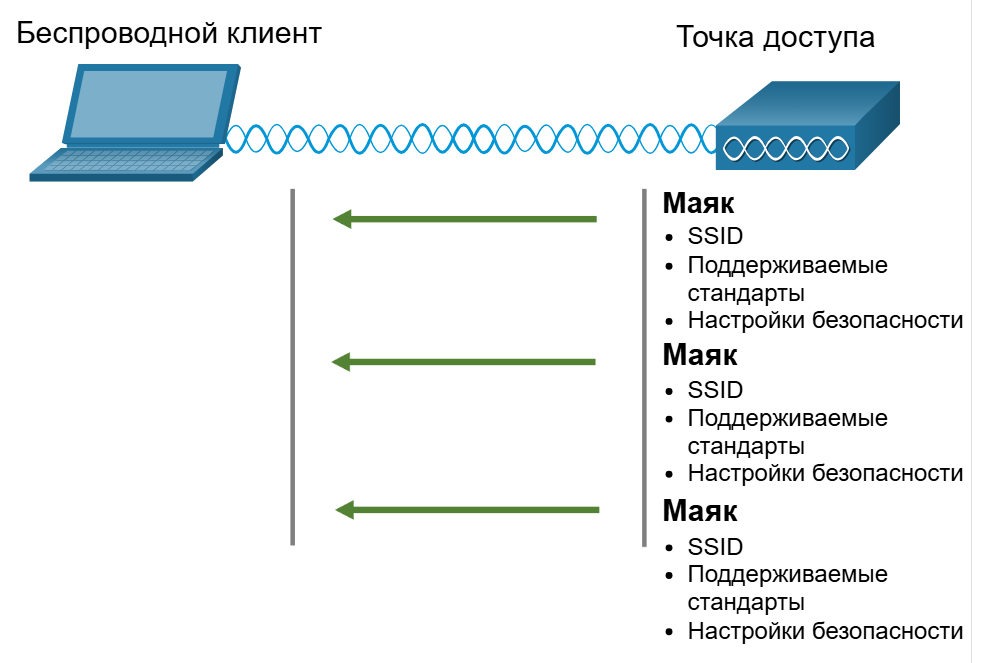 Беспроводной клиент
Точка доступа
Маяк
• SSID
• Поддерживаемые
стандарты
• Настройки безопасности
Маяк
• SSID
• Поддерживаемые
стандарты
• Настройки безопасности
Маяк
• SSID
• Поддерживаемые
стандарты
• Настройки безопасности